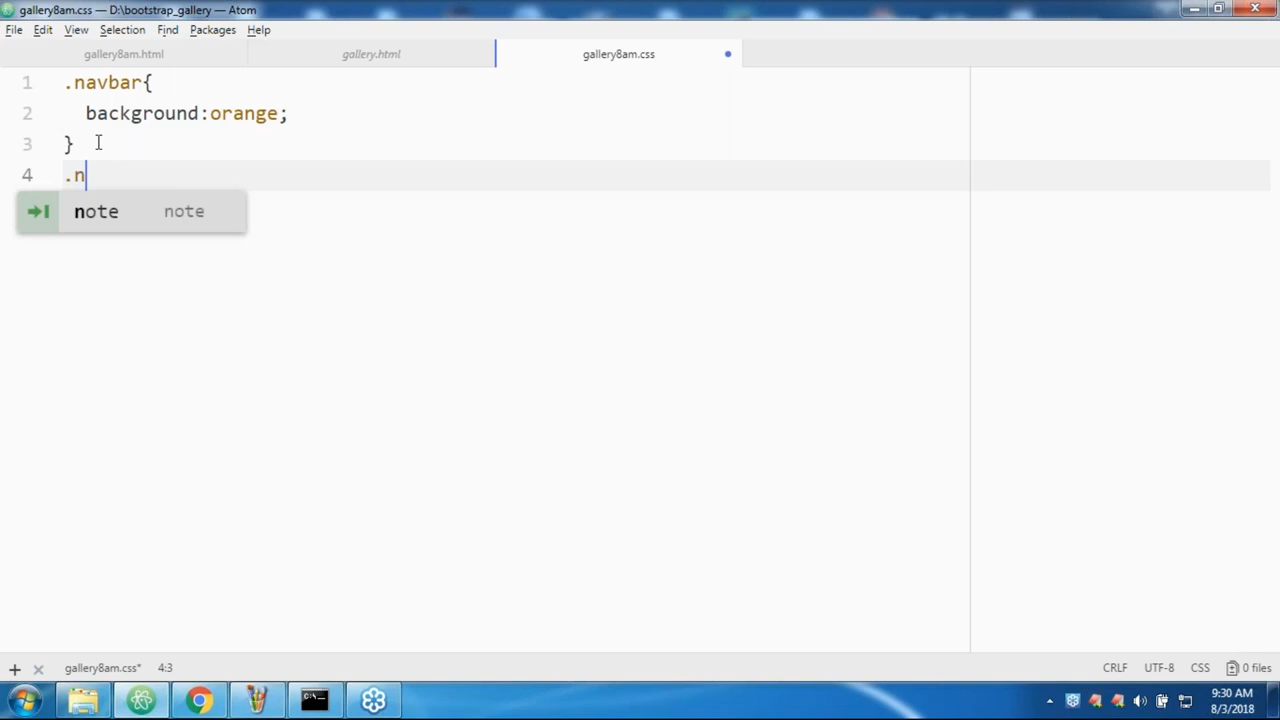 gallery8am.css — D:\bootstrap_gallery — Atom
File Edit View Selection Find Packages Help
gallery8am.html gallery.html gallery8am.css
1 .navbar{
2 background:orange;
3 }
4 .n
note note
gallery8am.css* 4:3 CRLF UTF-8 CSS 0 files
9:30 AM
8/3/2018